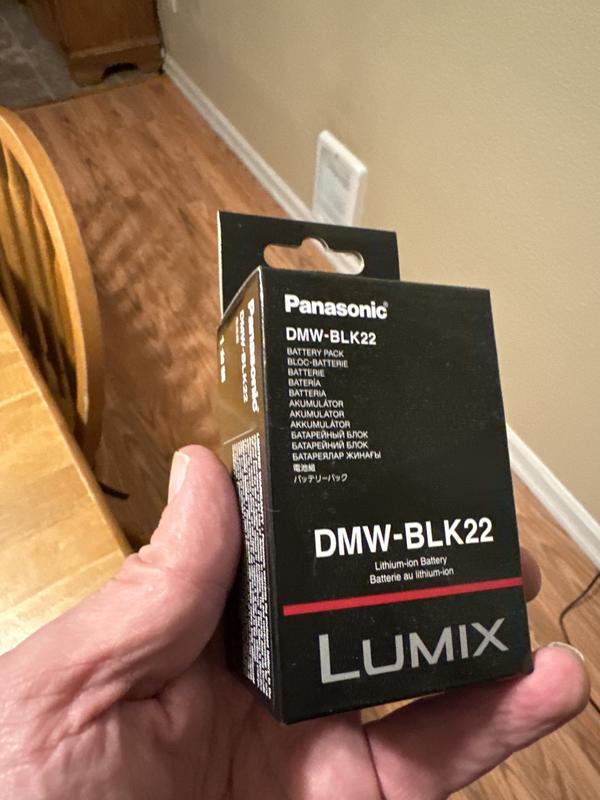 Panasonic
DMW-BLK22
BATTERY PACK
BLOC-BATTERIE
BATTERIE
BATERÍA
BATTERIA
AKUMULÁTOR
AKUMULATOR
AKKUMULÁTOR
БАТАРЕЙНЫЙ БЛОК
БАТАРЕЙНИЙ БЛОК
БАТАРЕЯЛАР ЖИНАҒЫ
電池組
バッテリーパック
DMW-BLK22
Lithium-ion Battery
Batterie au lithium-ion
LUMIX
Panasonic
DMW-BLK22